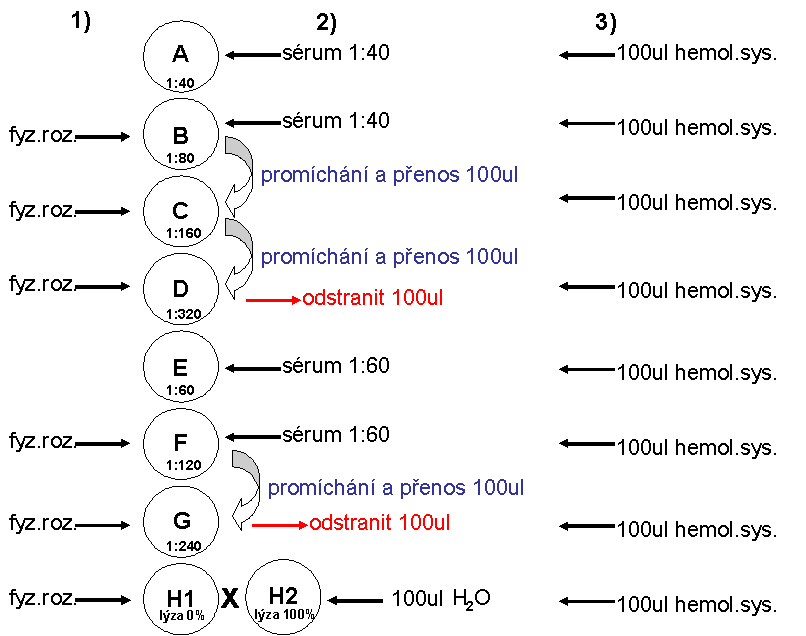 1) 2) 3)
A sérum 1:40 100ul hemol.sys.
1:40
fyz.roz. B sérum 1:40 100ul hemol.sys.
1:80
promíchání a přenos 100ul
fyz.roz. C 100ul hemol.sys.
1:160
promíchání a přenos 100ul
fyz.roz. D odstranit 100ul 100ul hemol.sys.
1:320
E sérum 1:60 100ul hemol.sys.
1:60
fyz.roz. F sérum 1:60 100ul hemol.sys.
1:120
promíchání a přenos 100ul
fyz.roz. G odstranit 100ul 100ul hemol.sys.
1:240
fyz.roz. H1 X H2 100ul H₂O 100ul hemol.sys.
lýza 0% lýza 100%